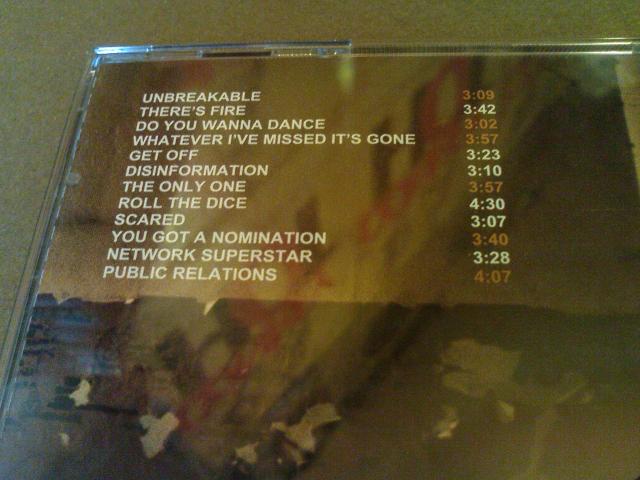 UNBREAKABLE 3:09
THERE'S FIRE 3:42
DO YOU WANNA DANCE 3:02
WHATEVER I'VE MISSED IT'S GONE 3:57
GET OFF 3:23
DISINFORMATION 3:10
THE ONLY ONE 3:57
ROLL THE DICE 4:30
SCARED 3:07
YOU GOT A NOMINATION 3:40
NETWORK SUPERSTAR 3:28
PUBLIC RELATIONS 4:07